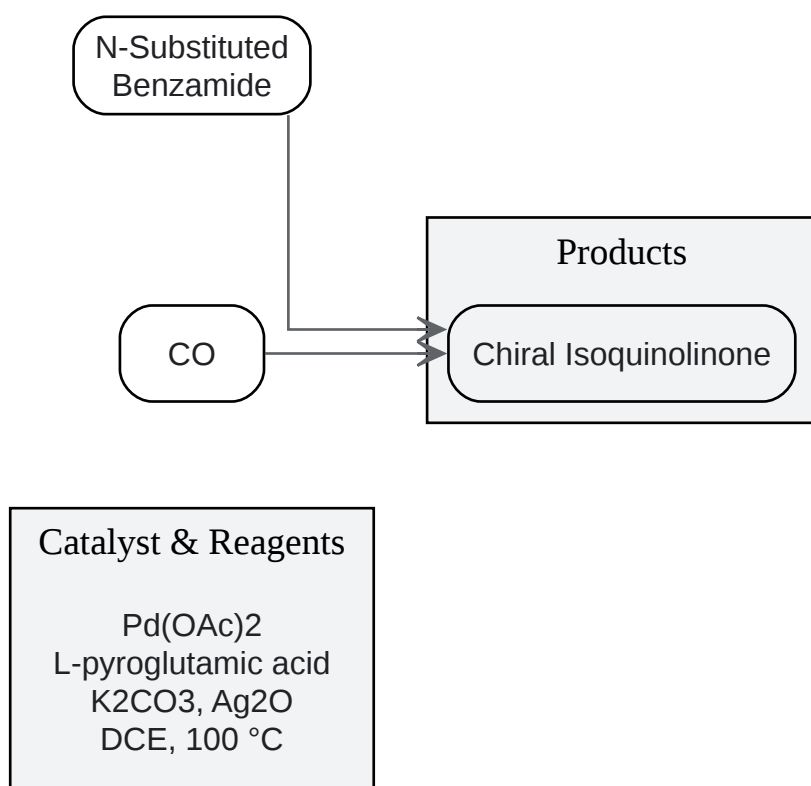 N-Substituted
Benzamide
Products
CO
Chiral Isoquinolinone
Catalyst & Reagents
Pd(OAc)2
L-pyroglutamic acid
K2CO3, Ag2O
DCE, 100 °C